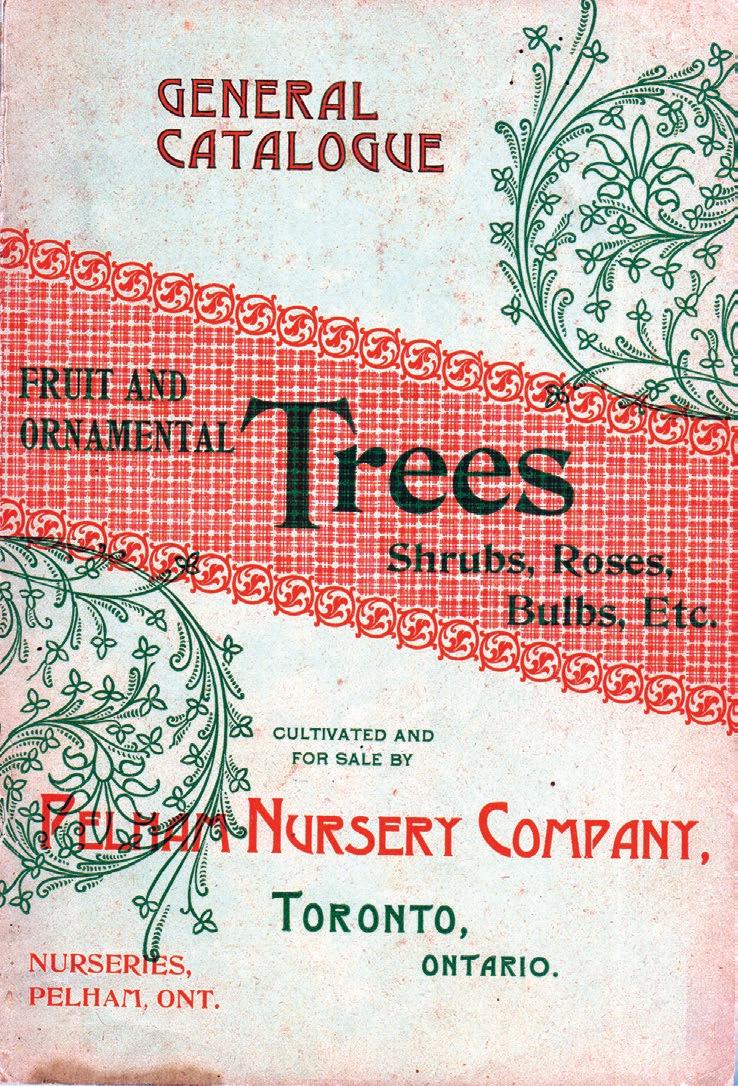 GENERAL
CATALOGUE
FRUIT AND
ORNAMENTAL
Trees
Shrubs, Roses,
Bulbs, Etc.
CULTIVATED AND
FOR SALE BY
PELHAM NURSERY COMPANY,
TORONTO,
ONTARIO.
NURSERIES,
PELHAM, ONT.